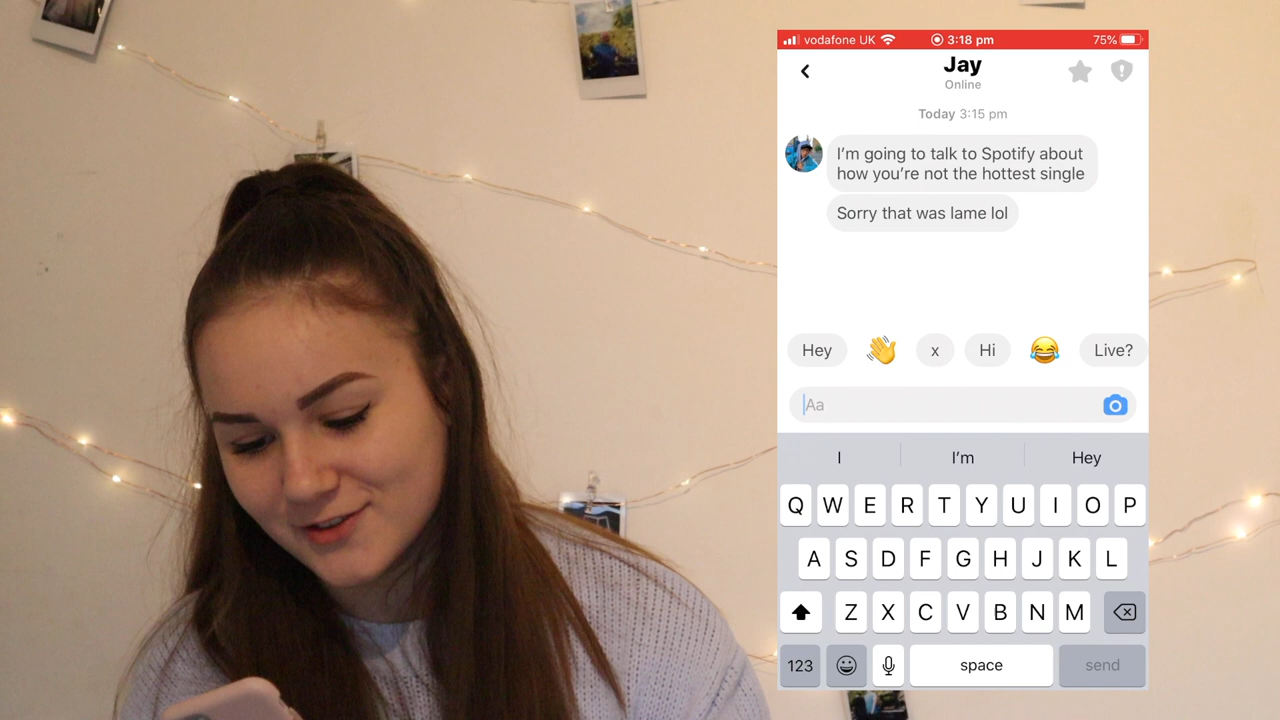 vodafone UK 3:18 pm 75%
Jay
Online
Today 3:15 pm
I’m going to talk to Spotify about
how you’re not the hottest single
Sorry that was lame lol
Hey 👋 x Hi 😂 Live?
Aa
I I’m Hey
Q W E R T Y U I O P
A S D F G H J K L
Z X C V B N M
123 space send